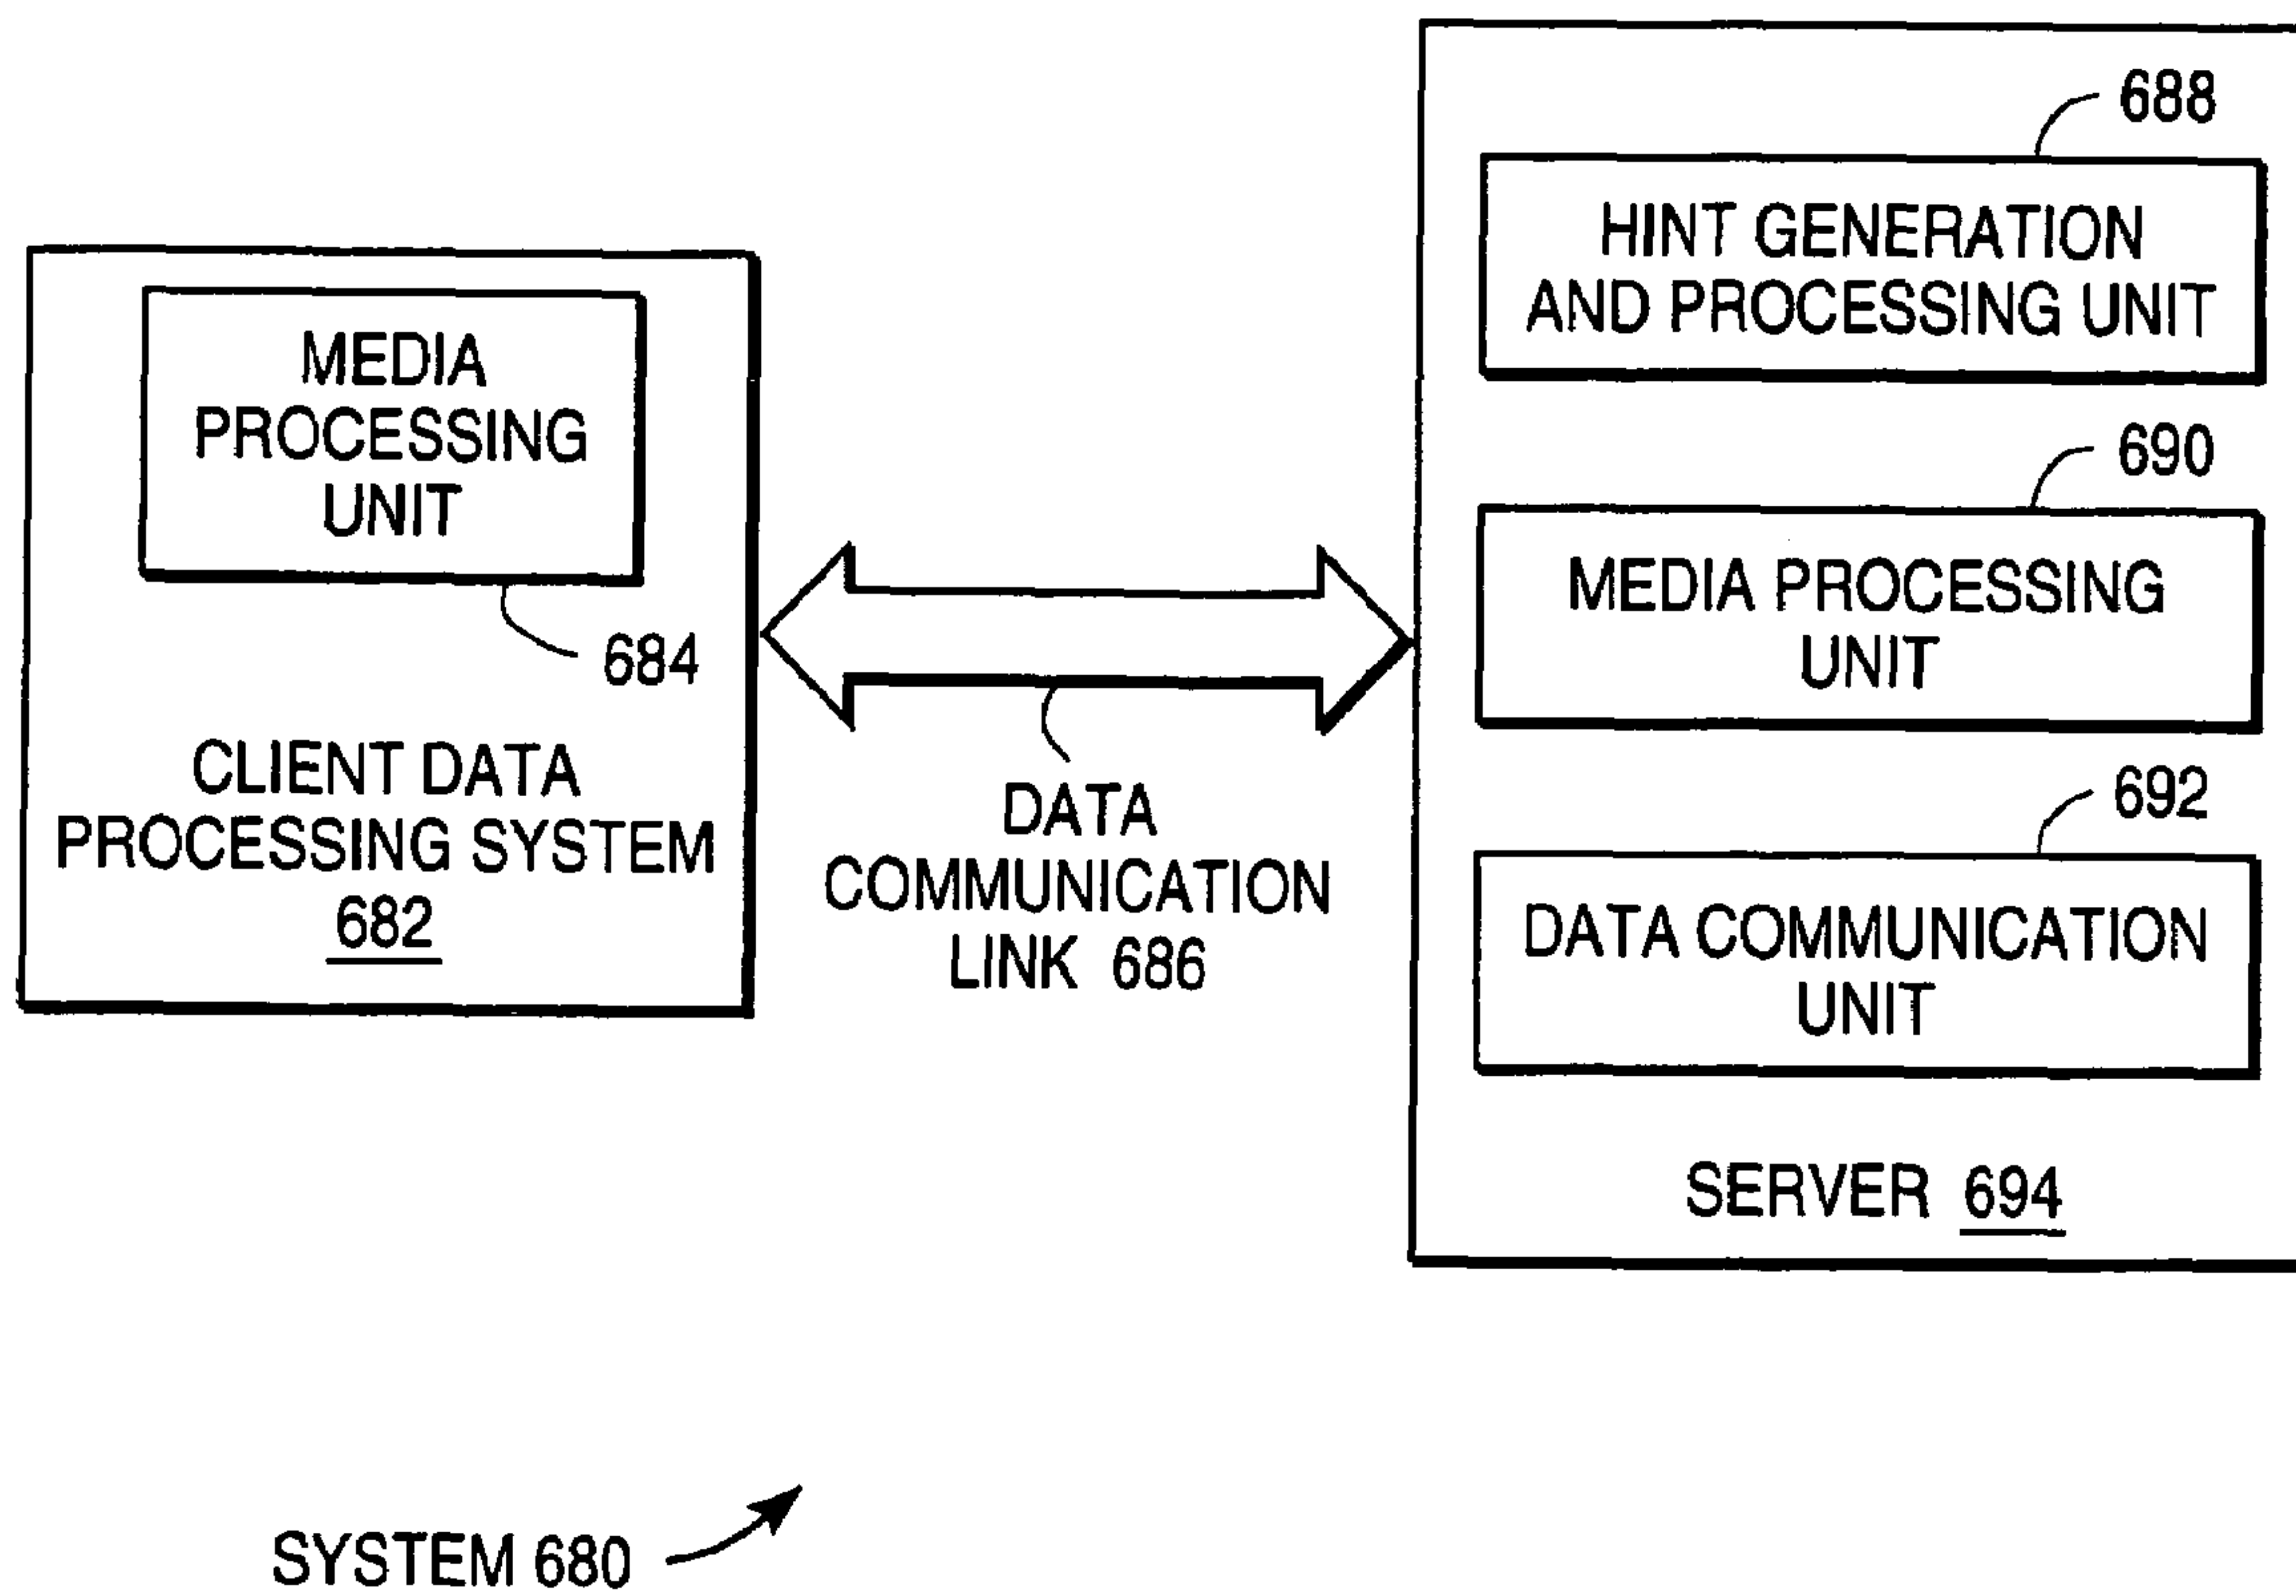 MEDIA
PROCESSING
UNIT
684
CLIENT DATA
PROCESSING SYSTEM
682
DATA
COMMUNICATION
LINK 686
688
HINT GENERATION
AND PROCESSING UNIT
690
MEDIA PROCESSING
UNIT
692
DATA COMMUNICATION
UNIT
SERVER 694
SYSTEM 680